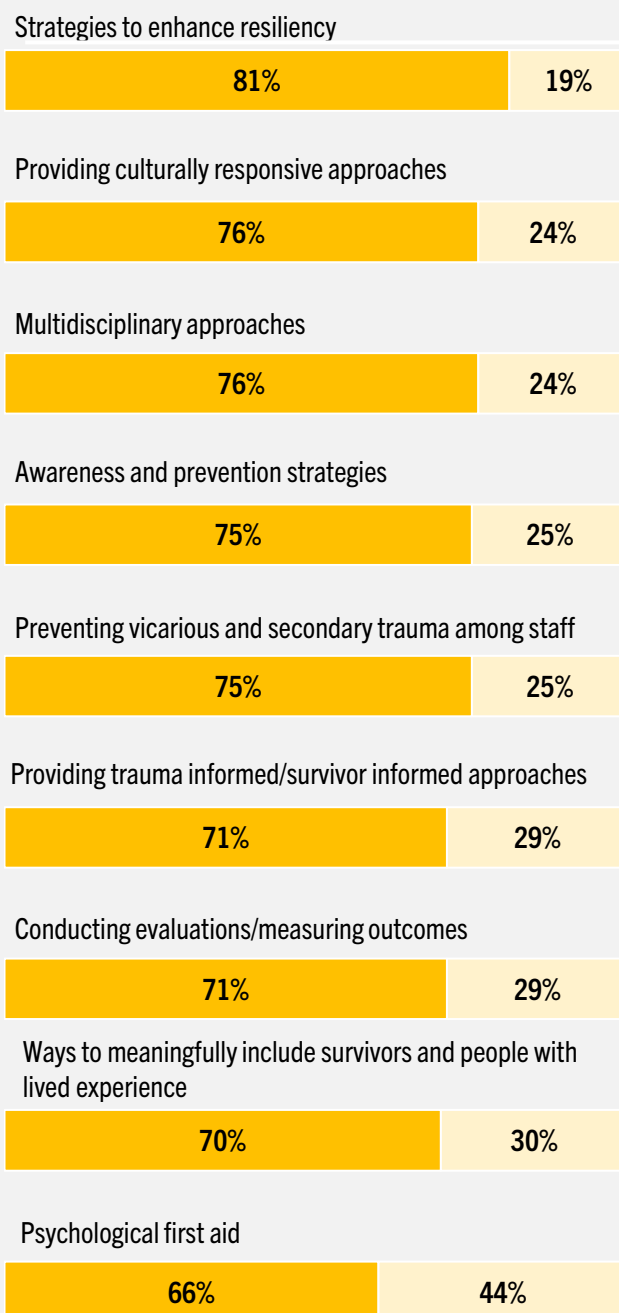 Strategies to enhance resiliency
81% 19%
Providing culturally responsive approaches
76% 24%
Multidisciplinary approaches
76% 24%
Awareness and prevention strategies
75% 25%
Preventing vicarious and secondary trauma among staff
75% 25%
Providing trauma informed/survivor informed approaches
71% 29%
Conducting evaluations/measuring outcomes
71% 29%
Ways to meaningfully include survivors and people with
lived experience
70% 30%
Psychological first aid
66% 44%